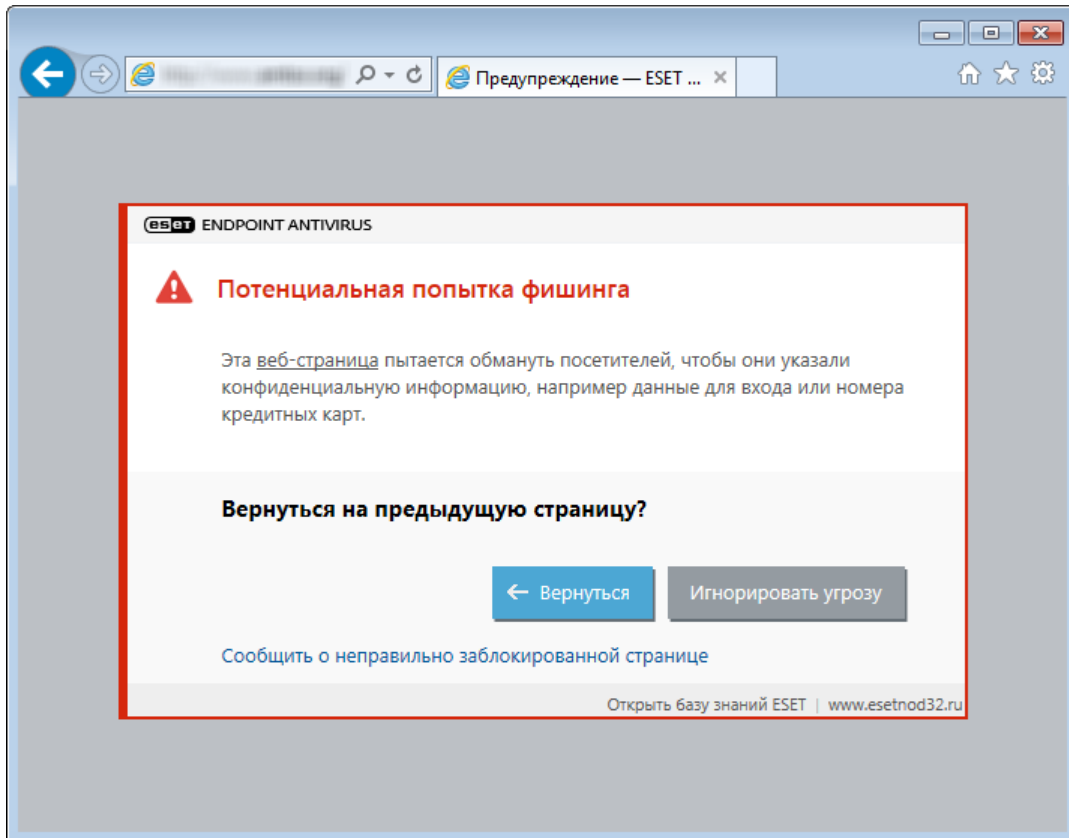 Предупреждение — ESET ...
eset ENDPOINT ANTIVIRUS
Потенциальная попытка фишинга
Эта веб-страница пытается обмануть посетителей, чтобы они указали
конфиденциальную информацию, например данные для входа или номера
кредитных карт.
Вернуться на предыдущую страницу?
Вернуться
Игнорировать угрозу
Сообщить о неправильно заблокированной странице
Открыть базу знаний ESET | www.esetnod32.ru